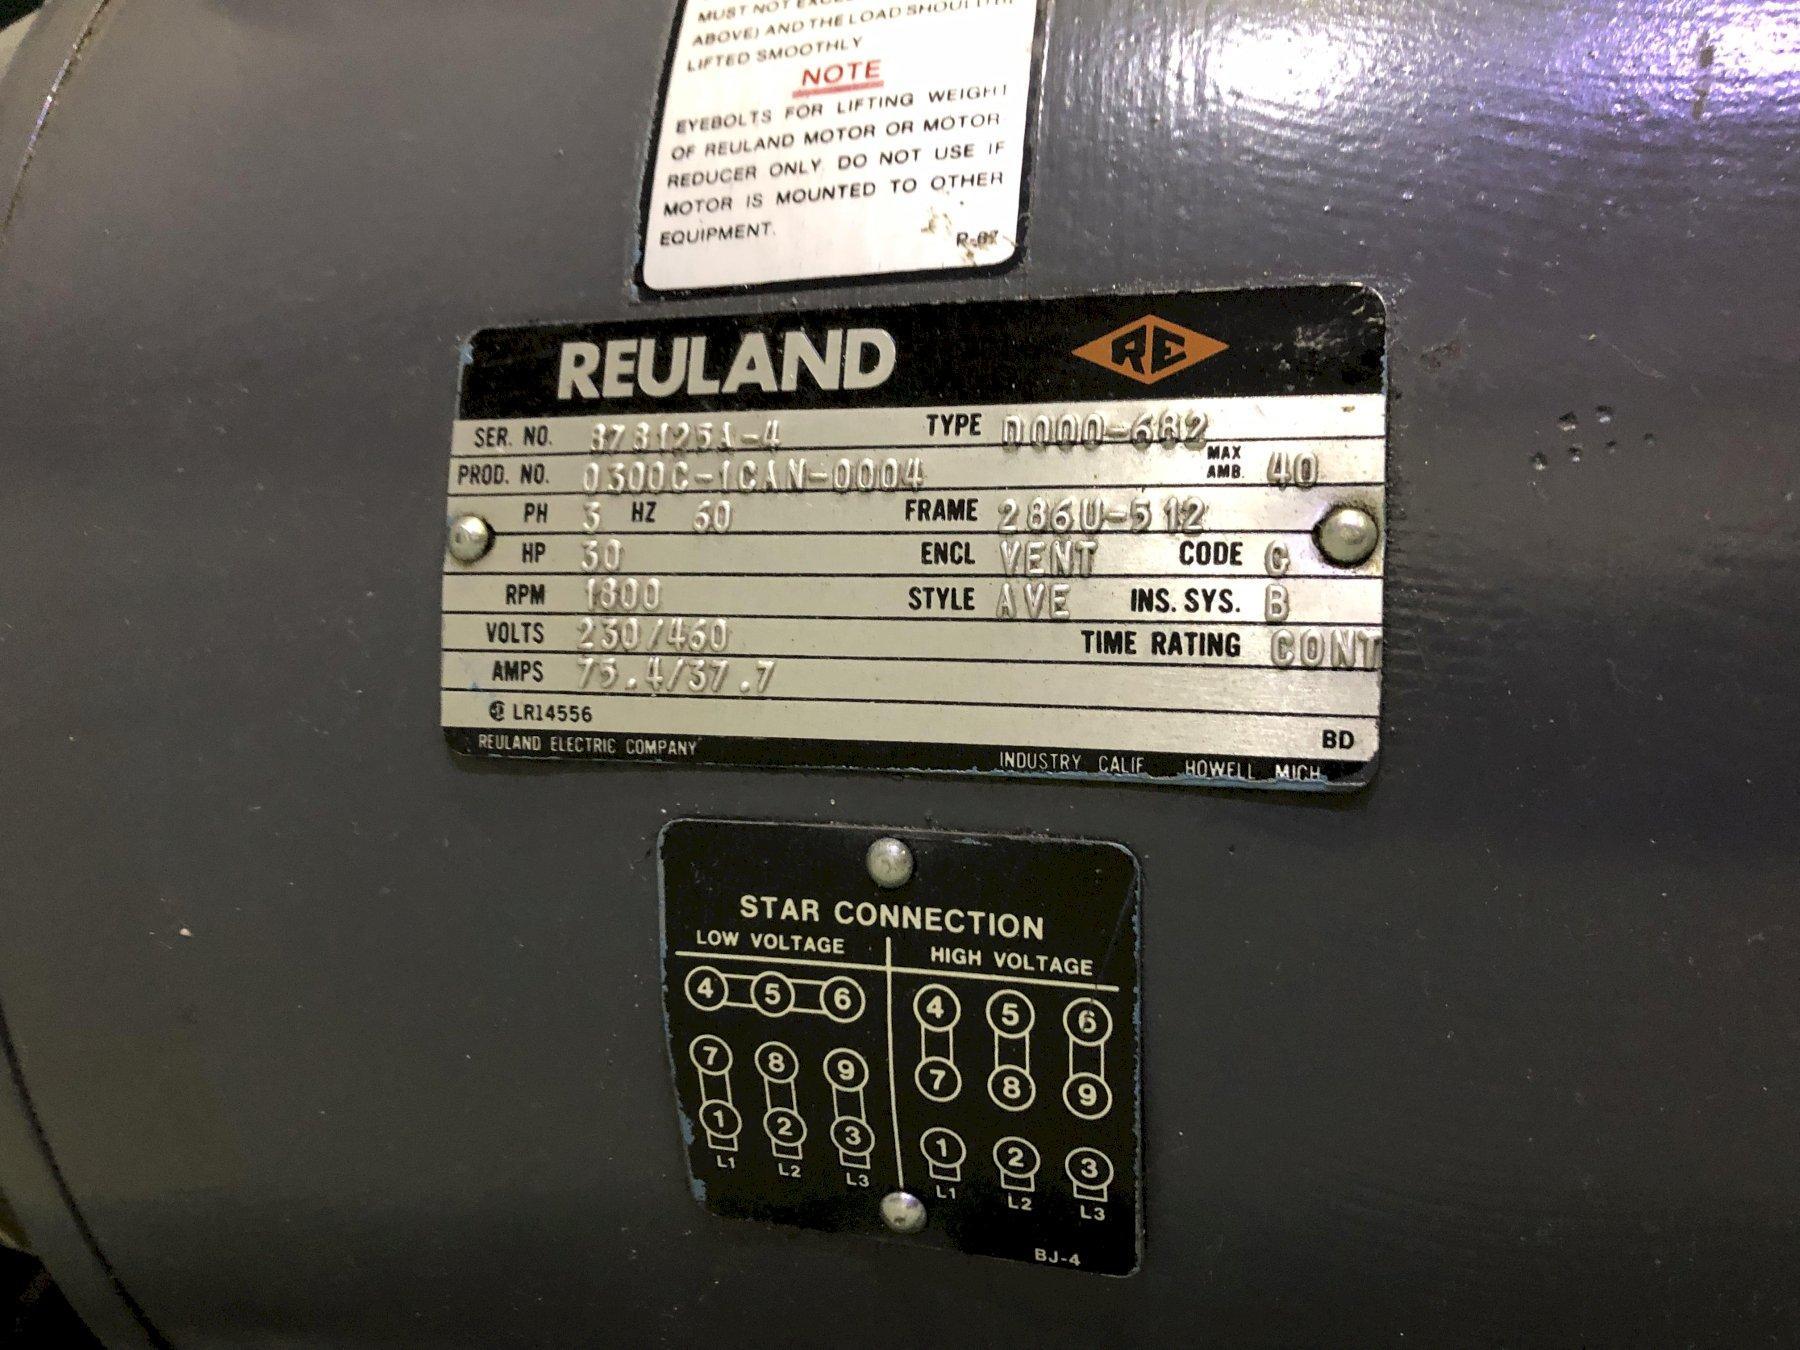 MUST NOT
ABOVE) AND THE LOAD SHOULD
LIFTED SMOOTHLY
NOTE
EYEBOLTS FOR LIFTING WEIGHT
OF REULAND MOTOR OR MOTOR
REDUCER ONLY. DO NOT USE IF
MOTOR IS MOUNTED TO OTHER
EQUIPMENT. R-87
REULAND RE
SER. NO. TYPE D000-682
PROD. NO. 0300C-1CAN-0004 MAX AMB. 40
PH 3 HZ 60 FRAME 286U-512
HP 30 ENCL VENT CODE G
RPM 1800 STYLE AVE INS. SYS. B
VOLTS 230/460 TIME RATING CONT
AMPS 75.4/37.7
LR14556
BD
REULAND ELECTRIC COMPANY INDUSTRY CALIF HOWELL MICH
STAR CONNECTION
LOW VOLTAGE HIGH VOLTAGE
4 5 6 4 5 6
7 8 9 7 8 9
1 2 3 1 2 3
L1 L2 L3 L1 L2 L3
BJ-4